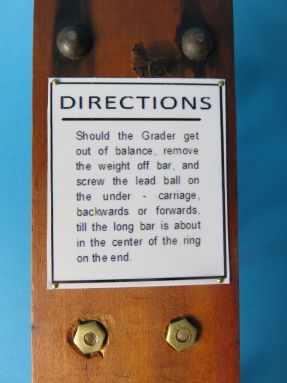 DIRECTIONS
Should the Grader get
out of balance, remove
the weight off bar, and
screw the lead ball on
the under - carriage,
backwards or forwards,
till the long bar is about
in the center of the ring
on the end.